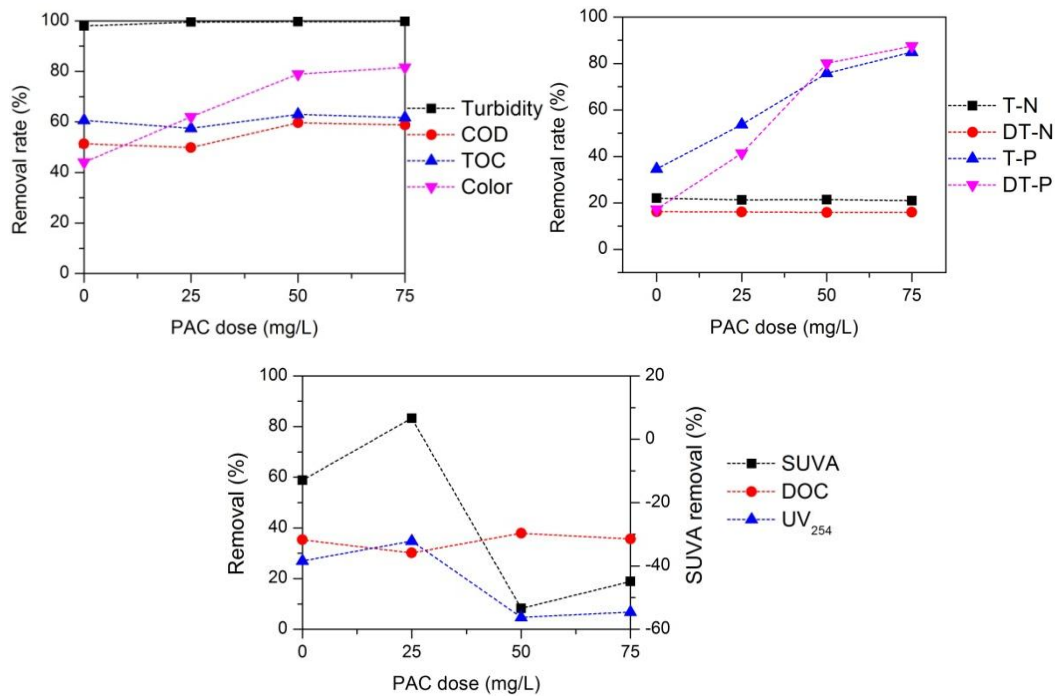 Removal rate (%)
100
80
60
40
20
0
0 25 50 75
PAC dose (mg/L)
Turbidity
COD
TOC
Color
Removal rate (%)
100
80
60
40
20
0
0 25 50 75
PAC dose (mg/L)
T-N
DT-N
T-P
DT-P
Removal (%)
100
80
60
40
20
0
0 25 50 75
PAC dose (mg/L)
20
0
-20
-40
-60
SUVA removal (%)
SUVA
DOC
UV₂₅₄